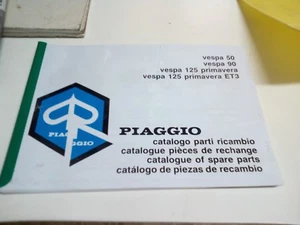 vespa 50
vespa 90
vespa 125 primavera
vespa 125 primavera ET3
PIAGGIO
PIAGGIO
catalogo parti ricambio
catalogue pièces de rechange
catalogue of spare parts
catálogo de piezas de recambio